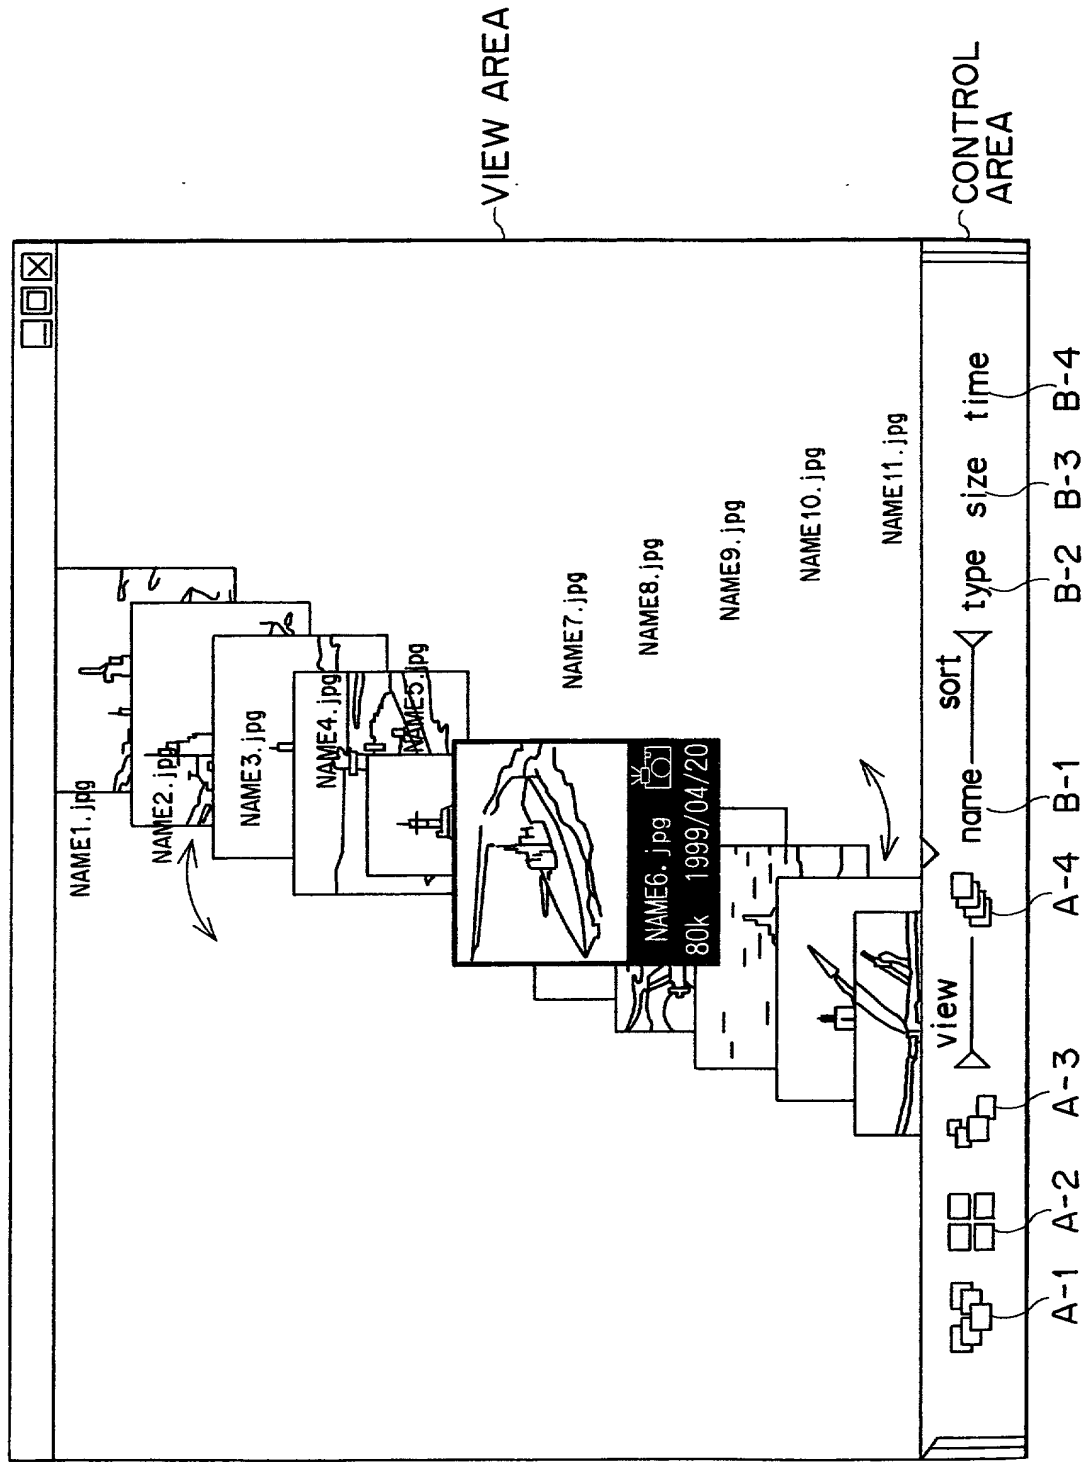 NAME1.jpg
NAME2.jpg
NAME3.jpg
NAME4.jpg
NAME5.jpg
NAME6.jpg
80k 1999/04/20
NAME7.jpg
NAME8.jpg
NAME9.jpg
NAME10.jpg
NAME11.jpg
VIEW AREA
view sort
name type size time
CONTROL
AREA
A-1 A-2 A-3 A-4 B-1 B-2 B-3 B-4